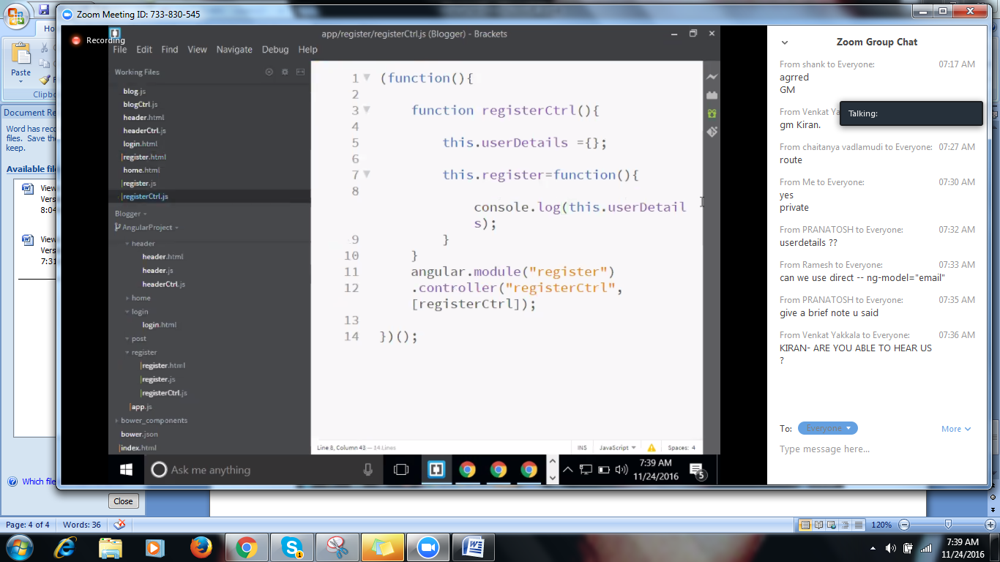 Zoom Meeting ID: 733-830-545
Recording
app/register/registerCtrl.js (Blogger) - Brackets
File Edit Find View Navigate Debug Help
Working Files
blog.js
blogCtrl.js
header.html
headerCtrl.js
login.html
register.html
home.html
register.js
registerCtrl.js
Blogger
AngularProject
header
header.html
header.js
headerCtrl.js
home
login
login.html
post
register
register.html
register.js
registerCtrl.js
app.js
bower_components
bower.json
index.html
1 (function(){
2
3 function registerCtrl(){
4
5 this.userDetails ={};
6
7 this.register=function(){
8
console.log(this.userDetail
s);
9 }
10 }
11 angular.module("register")
12 .controller("registerCtrl",
[registerCtrl]);
13
14 })();
Line 8, Column 43 — 14 Lines
INS JavaScript Spaces: 4
Ask me anything
7:39 AM
11/24/2016
5
Zoom Group Chat
From shank to Everyone: 07:17 AM
agrred
GM
From Venkat Ya
gm Kiran.
Talking:
From chaitanya vadlamudi to Everyone: 07:27 AM
route
From Me to Everyone: 07:30 AM
yes
private
From PRANATOSH to Everyone: 07:32 AM
userdetails ??
From Ramesh to Everyone: 07:33 AM
can we use direct -- ng-model="email"
From PRANATOSH to Everyone: 07:35 AM
give a brief note u said
From Venkat Yakkala to Everyone: 07:36 AM
KIRAN- ARE YOU ABLE TO HEAR US
?
To: Everyone More
Type message here...
Ho
Paste
Clipb
Document Re
Word has reco
files. Save the
keep.
Available file
View
Vers
8:04
View
Vers
7:31
Which file
Close
Page: 4 of 4 Words: 36
120%
1
7:39 AM
11/24/2016